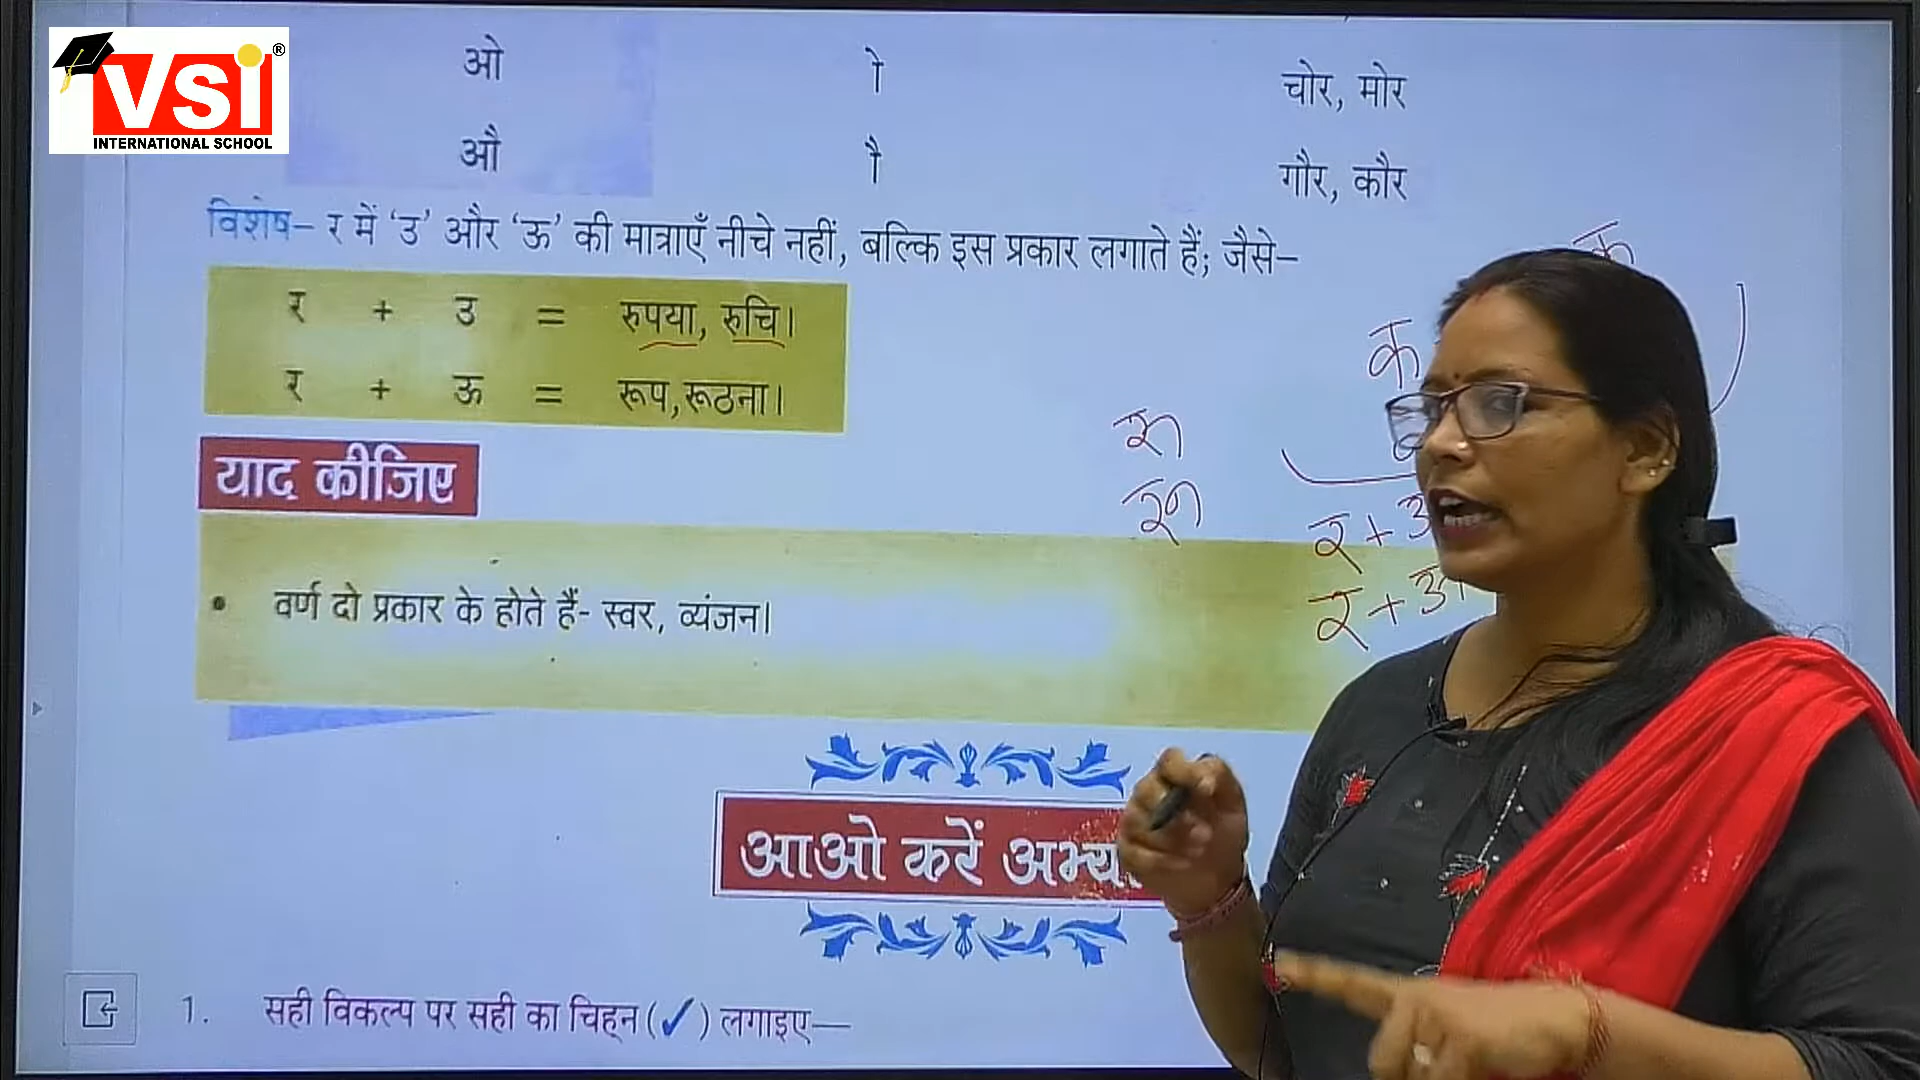 VSI®
INTERNATIONAL SCHOOL
ओ ो चोर, मोर
औ ौ गौर, कौर
विशेष– र में ‘उ’ और ‘ऊ’ की मात्राएँ नीचे नहीं, बल्कि इस प्रकार लगाते हैं; जैसे–
र + उ = रुपया, रुचि।
र + ऊ = रूप, रूठना।
क
क
रु
रू
र + उ
र + ऊ
याद कीजिए
• वर्ण दो प्रकार के होते हैं- स्वर, व्यंजन।
आओ करें
1. सही विकल्प पर सही का चिह्न (✓) लगाइए—